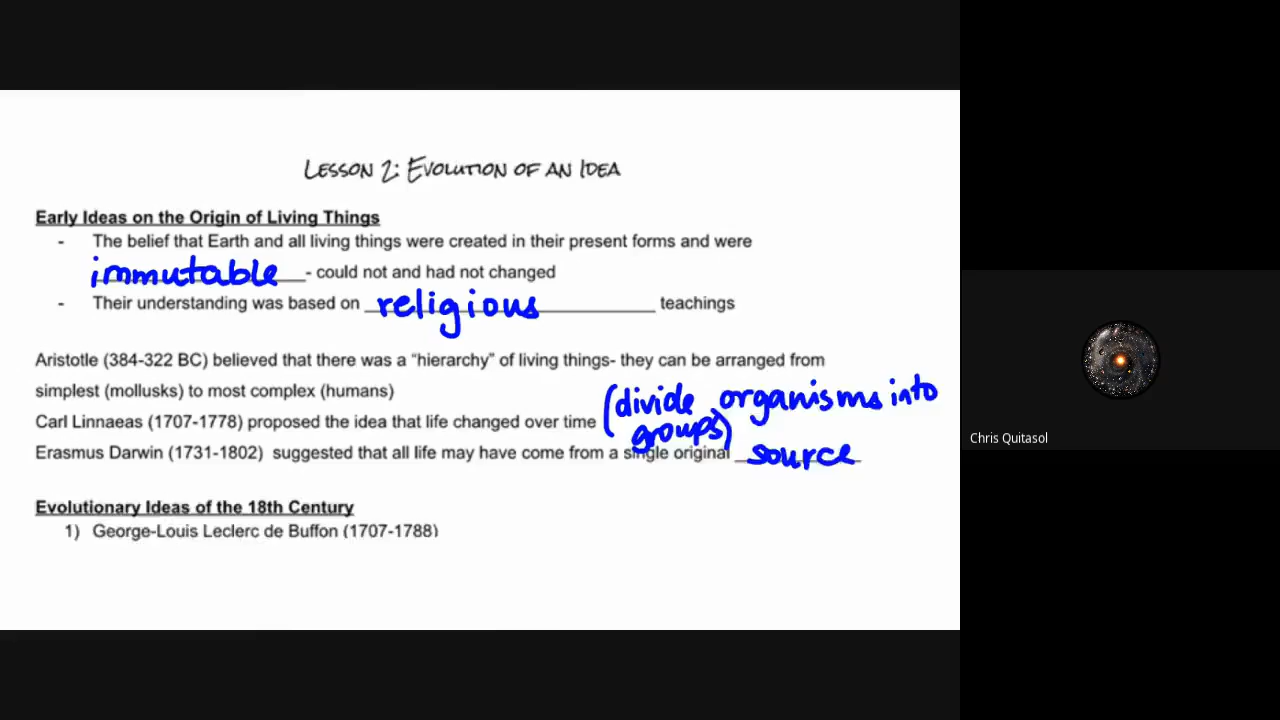 LESSON 2: EVOLUTION OF AN IDEA
Early Ideas on the Origin of Living Things
- The belief that Earth and all living things were created in their present forms and were
immutable - could not and had not changed
- Their understanding was based on religious teachings
Aristotle (384-322 BC) believed that there was a “hierarchy” of living things- they can be arranged from
simplest (mollusks) to most complex (humans)
(divide organisms into
Carl Linnaeas (1707-1778) proposed the idea that life changed over time
groups)
Erasmus Darwin (1731-1802) suggested that all life may have come from a single original source
Evolutionary Ideas of the 18th Century
1) George-Louis Leclerc de Buffon (1707-1788)
Chris Quitasol